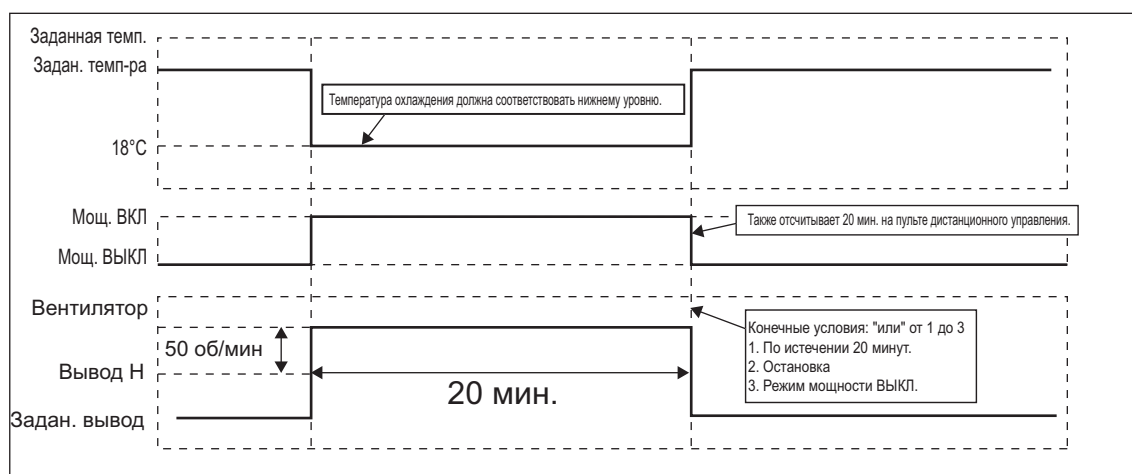 Заданная темп.
Задан. темп-ра
Температура охлаждения должна соответствовать нижнему уровню.
18°C
Мощ. ВКЛ
Также отсчитывает 20 мин. на пульте дистанционного управления.
Мощ. ВЫКЛ
Вентилятор
Конечные условия: "или" от 1 до 3
1. По истечении 20 минут.
2. Остановка
3. Режим мощности ВЫКЛ.
50 об/мин
Вывод H
20 мин.
Задан. вывод